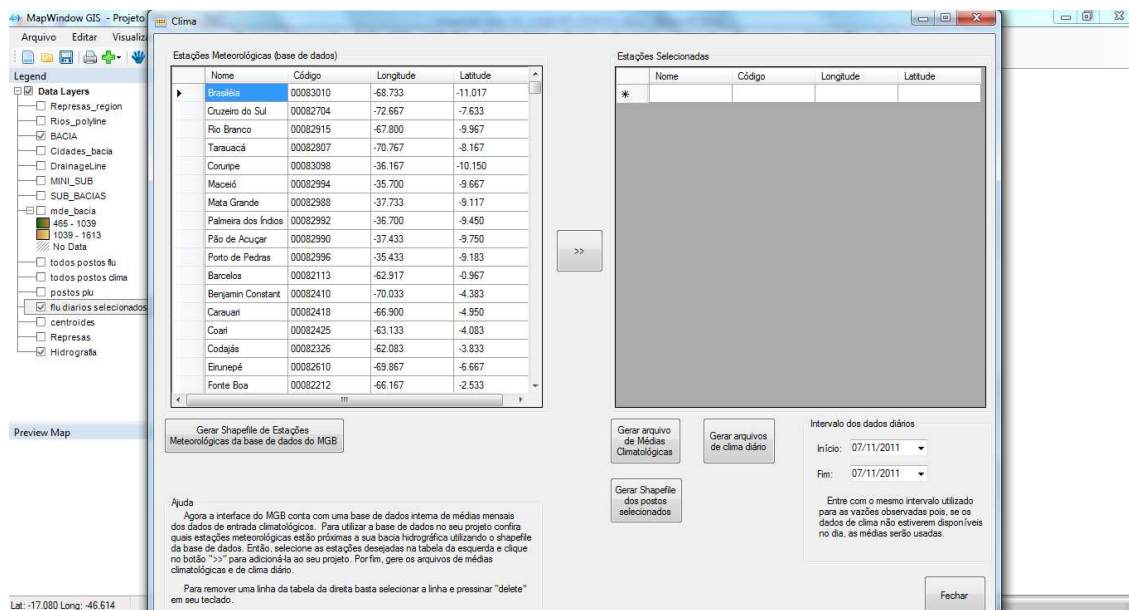 MapWindow GIS - Projeto
Arquivo Editar Visualiz
Legend
Data Layers
Represas_region
Rios_polyline
BACIA
Cidades_bacia
DrainageLine
MINI_SUB
SUB_BACIAS
mde_bacia
465 - 1039
1039 - 1613
No Data
todos postos flu
todos postos clima
postos plu
flu diarios selecionados
centroides
Represas
Hidrografia
Preview Map
Lat: -17.080 Long: -46.614
Clima
Estações Meteorológicas (base de dados)
Nome Código Longitude Latitude
Brasiléia 00083010 -68.733 -11.017
Cruzeiro do Sul 00082704 -72.667 -7.633
Rio Branco 00082915 -67.800 -9.967
Tarauacá 00082807 -70.767 -8.167
Coruripe 00083098 -36.167 -10.150
Maceió 00082994 -35.700 -9.667
Mata Grande 00082988 -37.733 -9.117
Palmeira dos Índios 00082992 -36.700 -9.450
Pão de Acuçar 00082990 -37.433 -9.750
Porto de Pedras 00082996 -35.433 -9.183
Barcelos 00082113 -62.917 -0.967
Benjamin Constant 00082410 -70.033 -4.383
Carauari 00082418 -66.900 -4.950
Coari 00082425 -63.133 -4.083
Codajás 00082326 -62.083 -3.833
Eirunepé 00082610 -69.867 -6.667
Fonte Boa 00082212 -66.167 -2.533
>>
Estações Selecionadas
Nome Código Longitude Latitude
Gerar Shapefile de Estações
Meteorológicas da base de dados do MGB
Gerar arquivo
de Médias
Climatológicas
Gerar arquivos
de clima diário
Gerar Shapefile
dos postos
selecionados
Intervalo dos dados diários
Início: 07/11/2011
Fim: 07/11/2011
Entre com o mesmo intervalo utilizado
para as vazões observadas pois, se os
dados de clima não estiverem disponíveis
no dia, as médias serão usadas.
Ajuda
Agora a interface do MGB conta com uma base de dados interna de médias mensais
dos dados de entrada climatológicos. Para utilizar a base de dados no seu projeto confira
quais estações meteorológicas estão próximas a sua bacia hidrográfica utilizando o shapefile
da base de dados. Então, selecione as estações desejadas na tabela da esquerda e clique
no botão ">>" para adicioná-la ao seu projeto. Por fim, gere os arquivos de médias
climatológicas e de clima diário.
Para remover uma linha da tabela da direita basta selecionar a linha e pressinar "delete"
em seu teclado.
Fechar